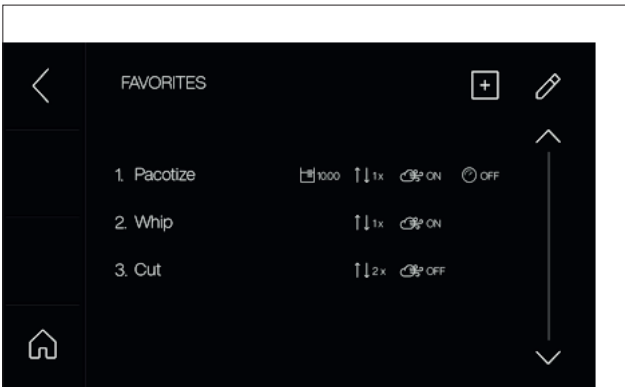 FAVORITES
1. Pacotize 1000 1x ON OFF
2. Whip 1x ON
3. Cut 2x OFF